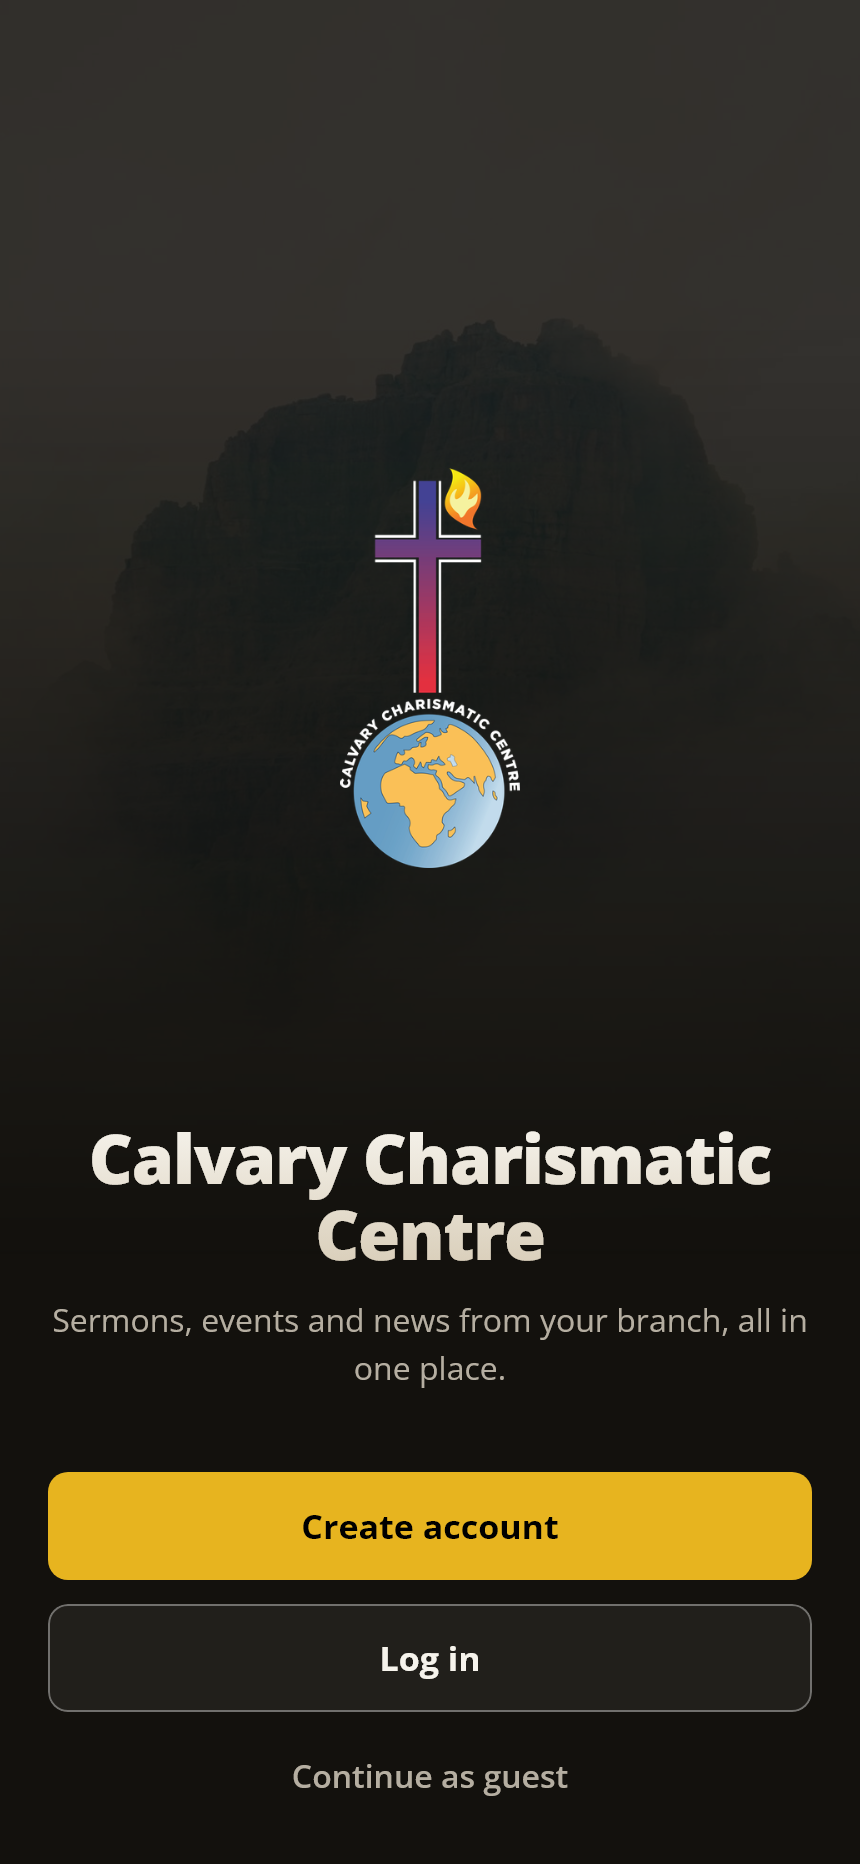 CALVARY CHARISMATIC CENTRE
Calvary Charismatic
Centre
Sermons, events and news from your branch, all in
one place.
Create account
Log in
Continue as guest